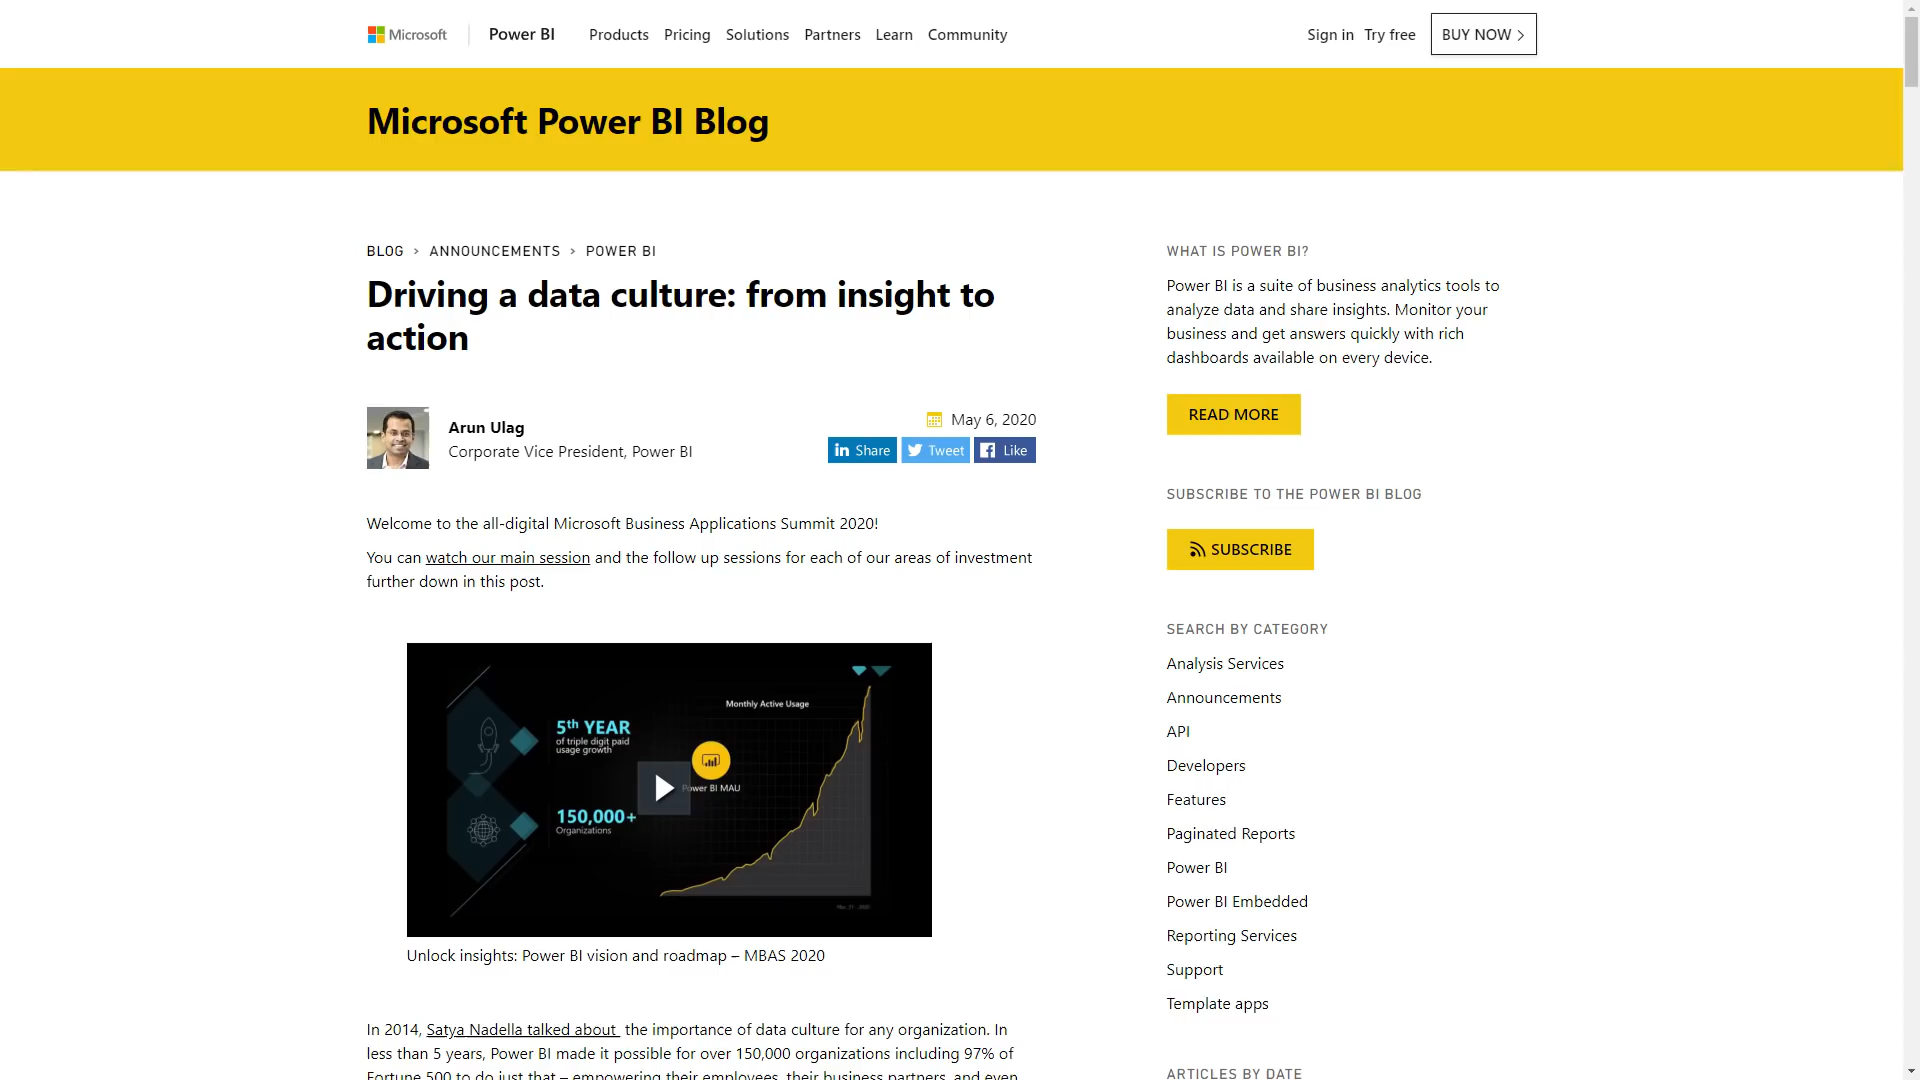 Microsoft
Power BI
Products
Pricing
Solutions
Partners
Learn
Community
Sign in
Try free
BUY NOW
Microsoft Power BI Blog
BLOG > ANNOUNCEMENTS > POWER BI
Driving a data culture: from insight to
action
Arun Ulag
Corporate Vice President, Power BI
May 6, 2020
Share
Tweet
Like
Welcome to the all-digital Microsoft Business Applications Summit 2020!
You can watch our main session and the follow up sessions for each of our areas of investment
further down in this post.
Monthly Active Usage
5th YEAR
of triple digit paid
usage growth
Power BI MAU
150,000+
Organizations
Unlock insights: Power BI vision and roadmap – MBAS 2020
In 2014, Satya Nadella talked about the importance of data culture for any organization. In
less than 5 years, Power BI made it possible for over 150,000 organizations including 97% of
Fortune 500 to do just that – empowering their employees, their business partners, and even
WHAT IS POWER BI?
Power BI is a suite of business analytics tools to
analyze data and share insights. Monitor your
business and get answers quickly with rich
dashboards available on every device.
READ MORE
SUBSCRIBE TO THE POWER BI BLOG
SUBSCRIBE
SEARCH BY CATEGORY
Analysis Services
Announcements
API
Developers
Features
Paginated Reports
Power BI
Power BI Embedded
Reporting Services
Support
Template apps
ARTICLES BY DATE